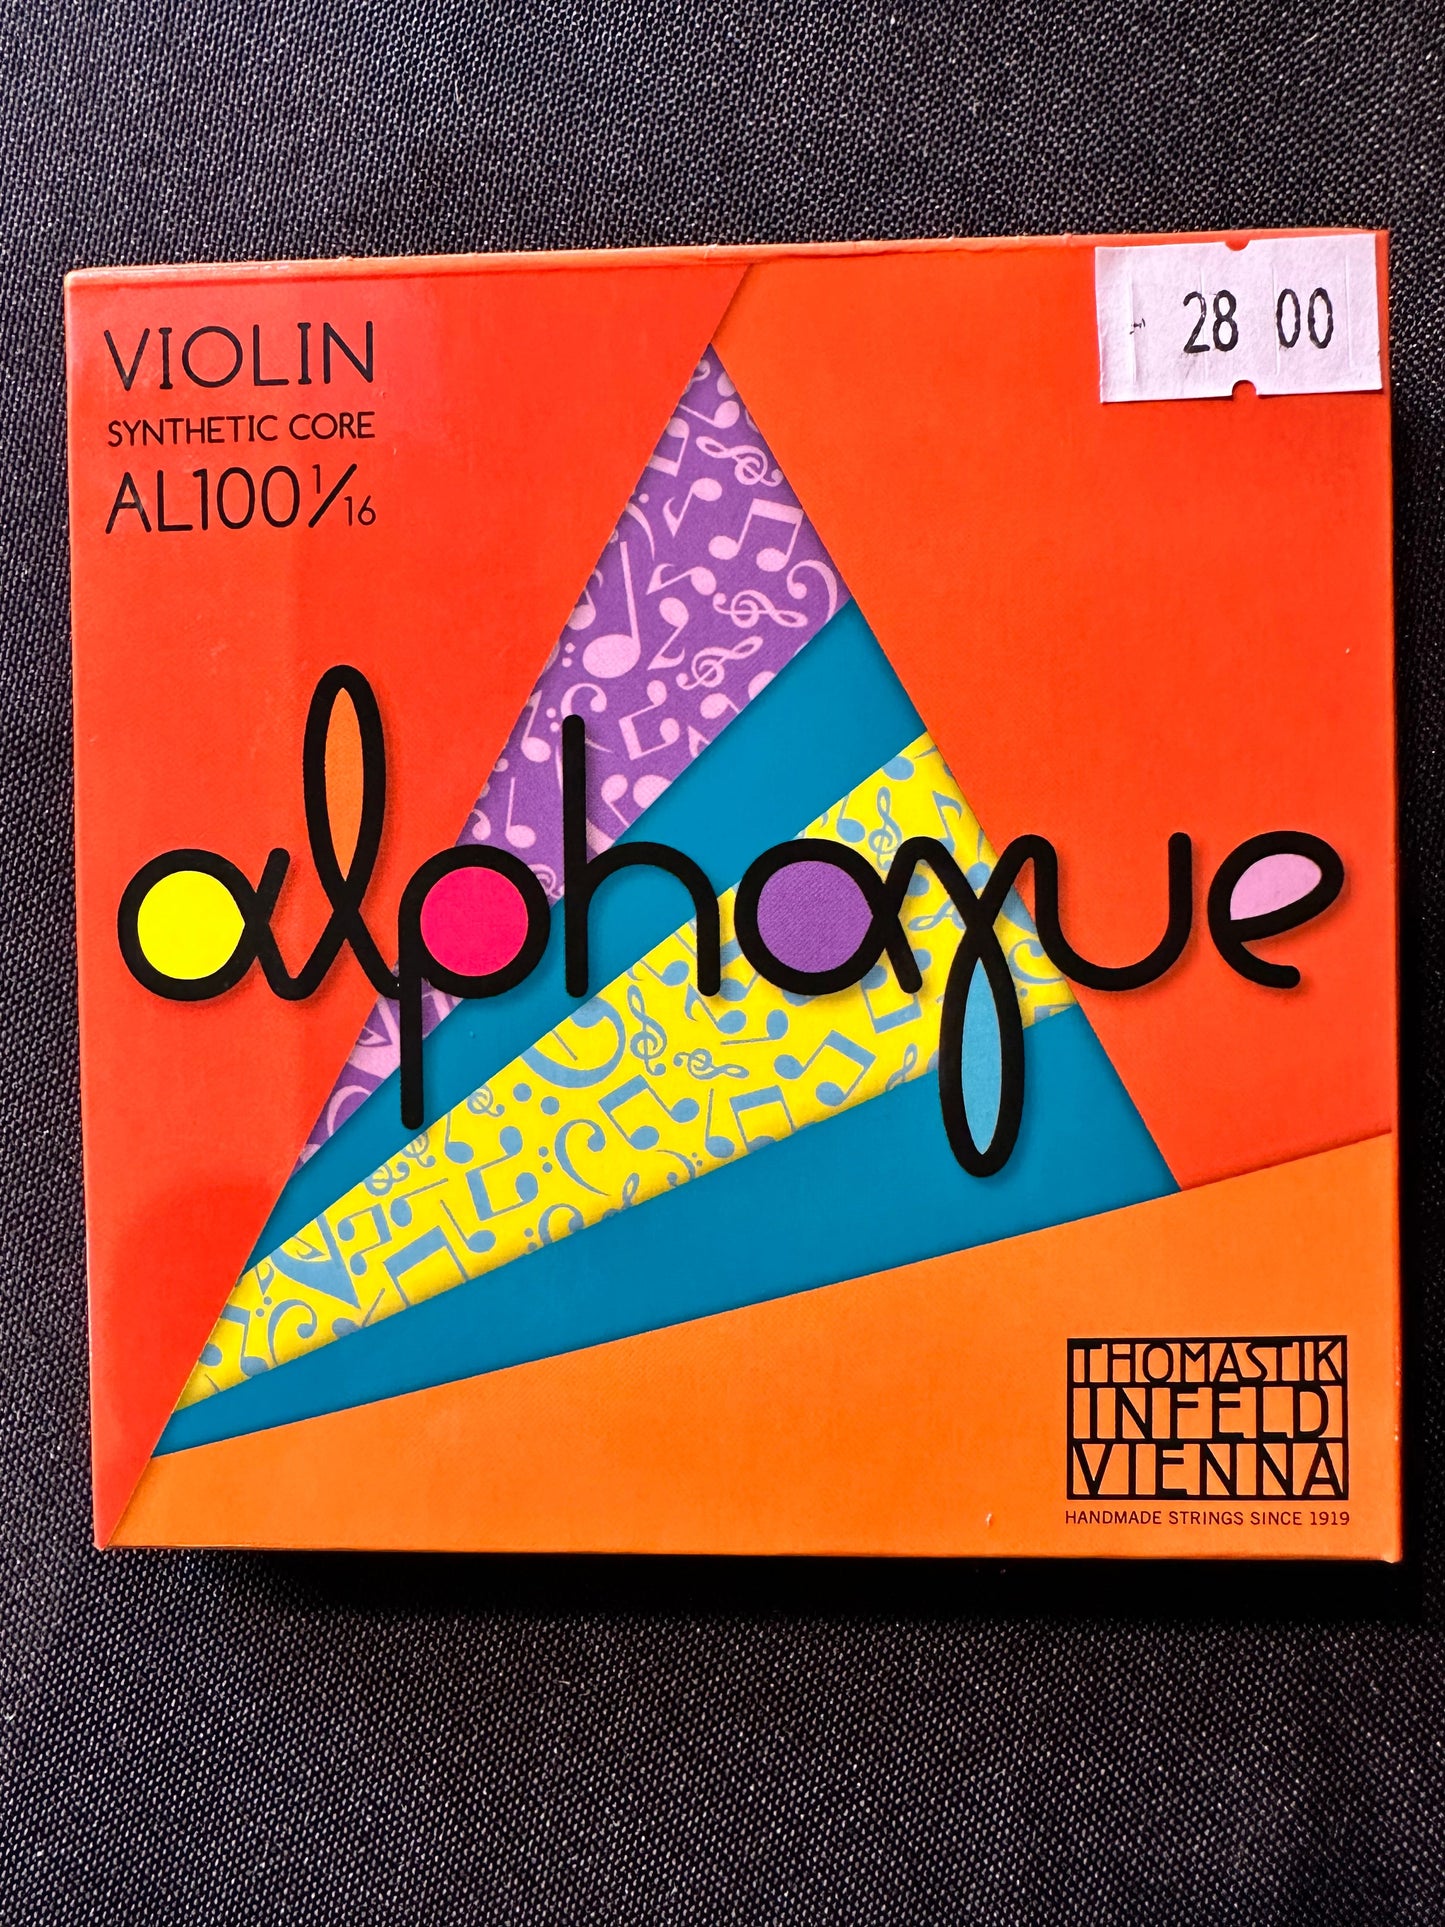 28 00
VIOLIN
SYNTHETIC CORE
AL100 1/16
alphayue
THOMASTIK
INFELD
VIENNA
HANDMADE STRINGS SINCE 1919